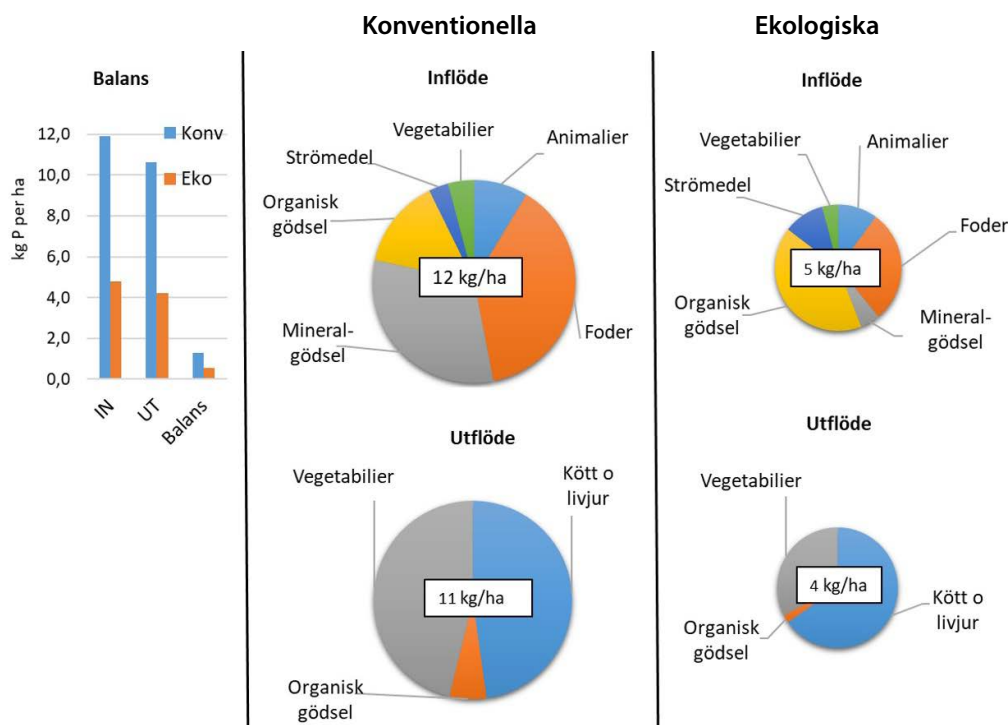 Konventionella
Ekologiska
Balans
kg P per ha
12,0
10,0
8,0
6,0
4,0
2,0
0,0
Konv
Eko
IN
UT
Balans
Inflöde
Vegetabilier
Animalier
Strömedel
Organisk
gödsel
12 kg/ha
Mineral-
gödsel
Foder
Utflöde
Vegetabilier
Kött o
livjur
11 kg/ha
Organisk
gödsel
Inflöde
Vegetabilier
Animalier
Strömedel
Foder
5 kg/ha
Organisk
gödsel
Mineral-
gödsel
Utflöde
Vegetabilier
4 kg/ha
Kött o
livjur
Organisk
gödsel